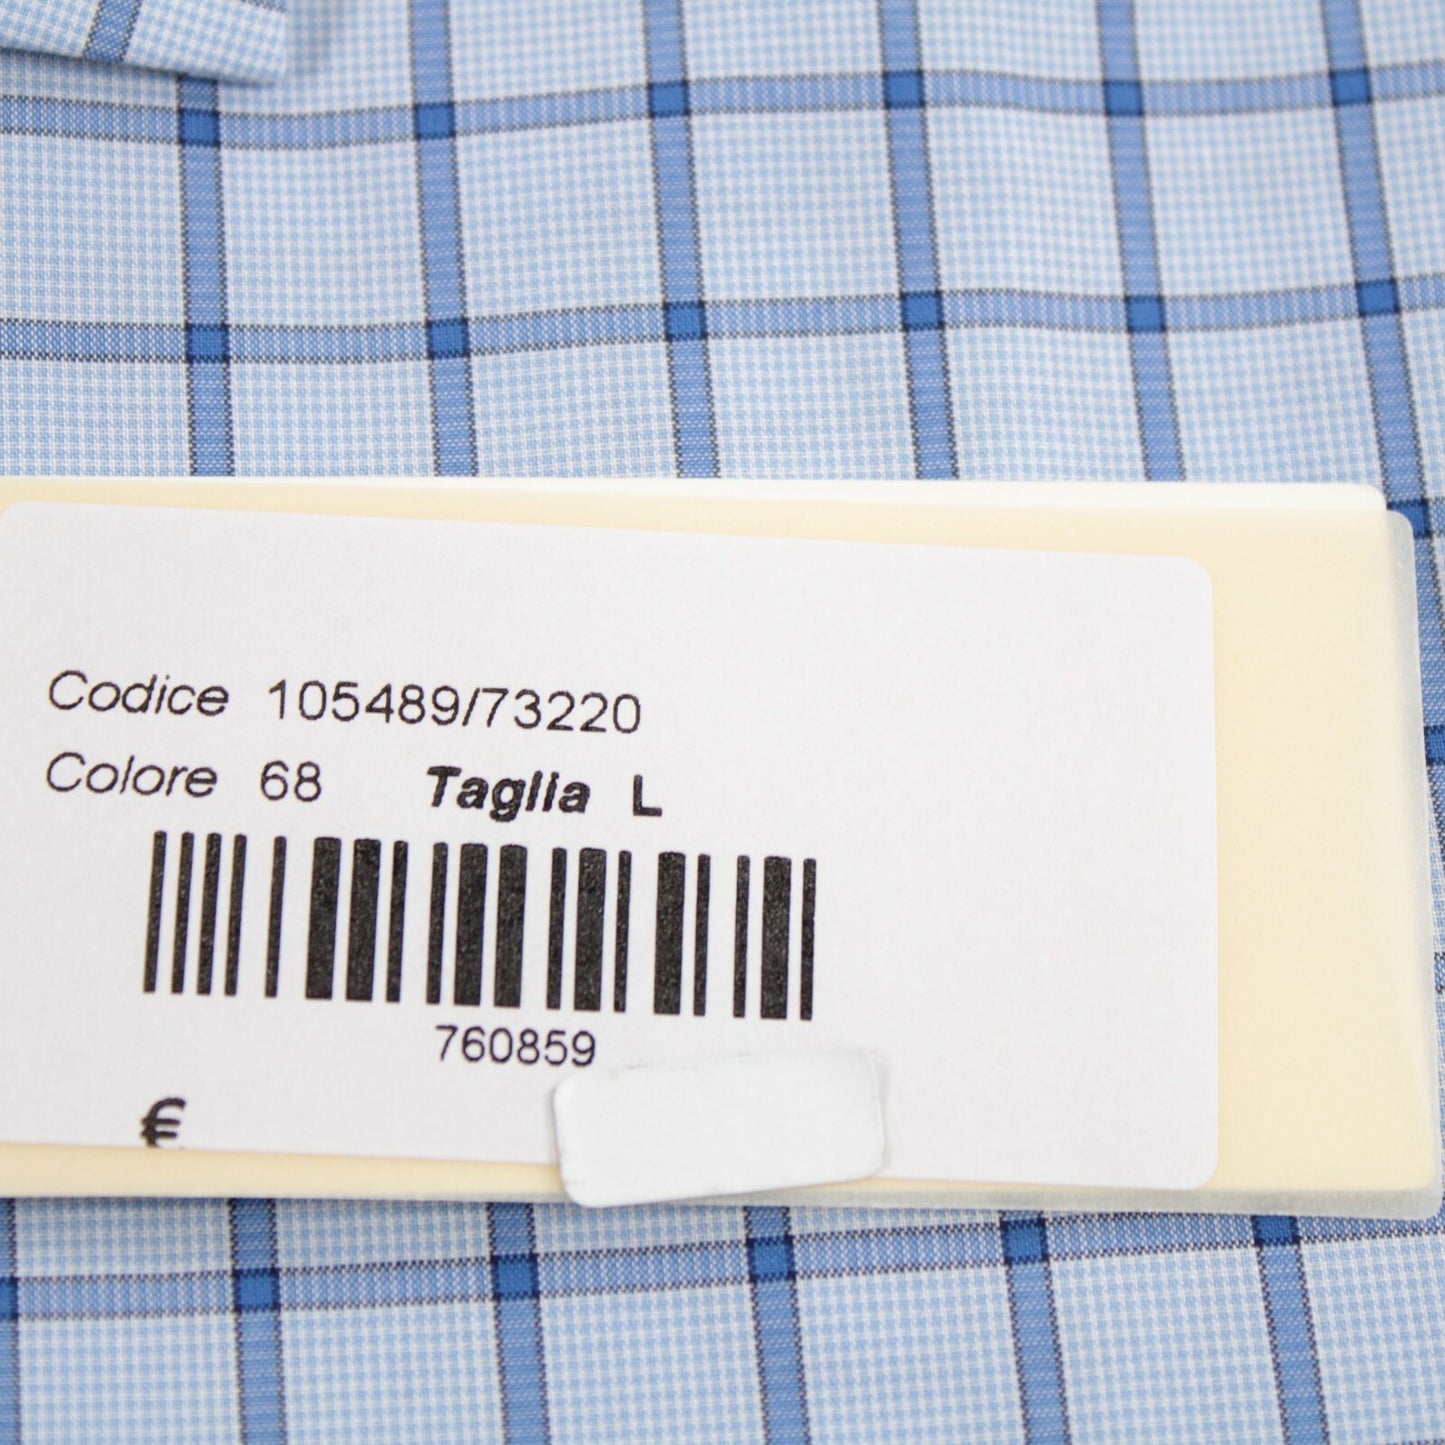 Codice 105489/73220
Colore 68 Taglia L
760859
€